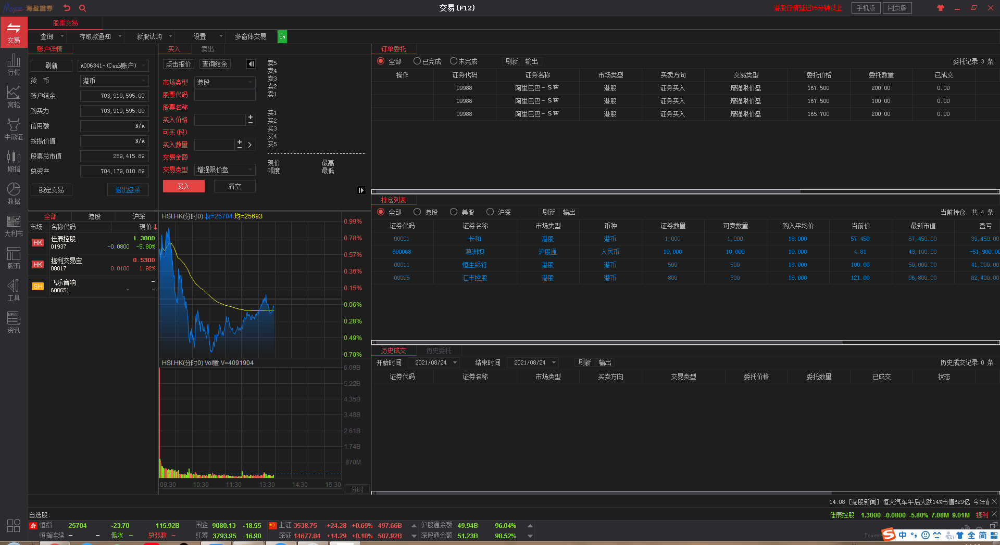 海盈證券
交易(F12)
港股行情延迟15分钟以上
手机版
网页版
股票交易
查询
存取款通知
新股认购
设置
多窗体交易
ON
交易
行情
窝轮
牛熊证
期指
数据
大利市
版面
工具
NEW
资讯
账户详情
刷新 A006341-(Cash账户)
货 币 港币
账户结余 703,919,595.00
购买力 703,919,595.00
信用额 N/A
按揭价值 N/A
股票总市值 259,415.89
总资产 704,179,010.89
锁定交易 退出登录
买入 卖出
点击报价 查询结余
市场类型 港股
股票代码
股票名称
买入价格 + −
可买(股)
买入数量 + −
交易金额
交易类型 增强限价盘
买入 清空
卖5
卖4
卖3
卖2
卖1
买1
买2
买3
买4
买5
现价 最高
幅度 最低
订单委托
全部 已完成 未完成 刷新 输出 委托记录 3 条
操作 证券代码 证券名称 市场类型 买卖方向 交易类型 委托价格 委托数量 已成交
09988 阿里巴巴-SW 港股 证券买入 增强限价盘 167.500 200.00 0.00
09988 阿里巴巴-SW 港股 证券买入 增强限价盘 167.500 100.00 0.00
09988 阿里巴巴-SW 港股 证券买入 增强限价盘 165.700 200.00 0.00
持仓列表
全部 港股 美股 沪深 刷新 输出 当前持仓 共 4 条
证券代码 证券名称 市场类型 币种 证券数量 可卖数量 购入平均价 当前价 最新市值 盈亏
00001 长和 港股 港币 1,000 1,000 18.000 57.450 57,450.00 39,450.00
600068 葛洲坝 沪股通 人民币 10,000 10,000 10.000 4.81 48,100.00 -51,900.00
00011 恒生银行 港股 港币 500 500 18.000 100.00 50,000.00 41,000.00
00005 汇丰控股 港股 港币 800 800 18.000 121.00 96,800.00 82,400.00
历史成交 历史委托
开始时间 2021/08/24 结束时间 2021/08/24 刷新 输出 历史成交记录 0 条
证券代码 证券名称 市场类型 买卖方向 交易类型 委托价格 委托数量 已成交 状态
全部 港股 沪深
市场 名称代码 现价
HK 佳辰控股 1.3000
01937 -0.0800 -5.80%
HK 捷利交易宝 0.5300
08017 0.0100 1.92%
SH 飞乐音响 −
600651 − −
HSI.HK(分时0) 收=25704 均=25693
0.99%
0.78%
0.57%
0.36%
0.15%
0.06%
0.28%
0.49%
0.70%
HSI.HK(分时0) Vol量 V=4091904
6.09B
5.22B
4.35B
3.48B
2.61B
1.74B
870M
09:30 10:30 11:30 13:30 14:30 15:30
分时
14:08 [港股新闻] 恒大汽车午后大跌14%市值629亿
自选股:
佳辰控股 1.3000 -0.0800 -5.80% 7.08M 9.01M 捷利
恒指 25704 -23.70 115.92B 国企 9080.13 -18.55 上证 3538.75 +24.28 +0.69% 497.66B 沪股通余额 49.94B 96.04%
恒指连续 − − 低水 − 总张数 − 红筹 3793.95 -16.90 深证 14677.84 +14.29 +0.10% 587.92B 深股通余额 51.23B 98.52%
Powere
中 全 简